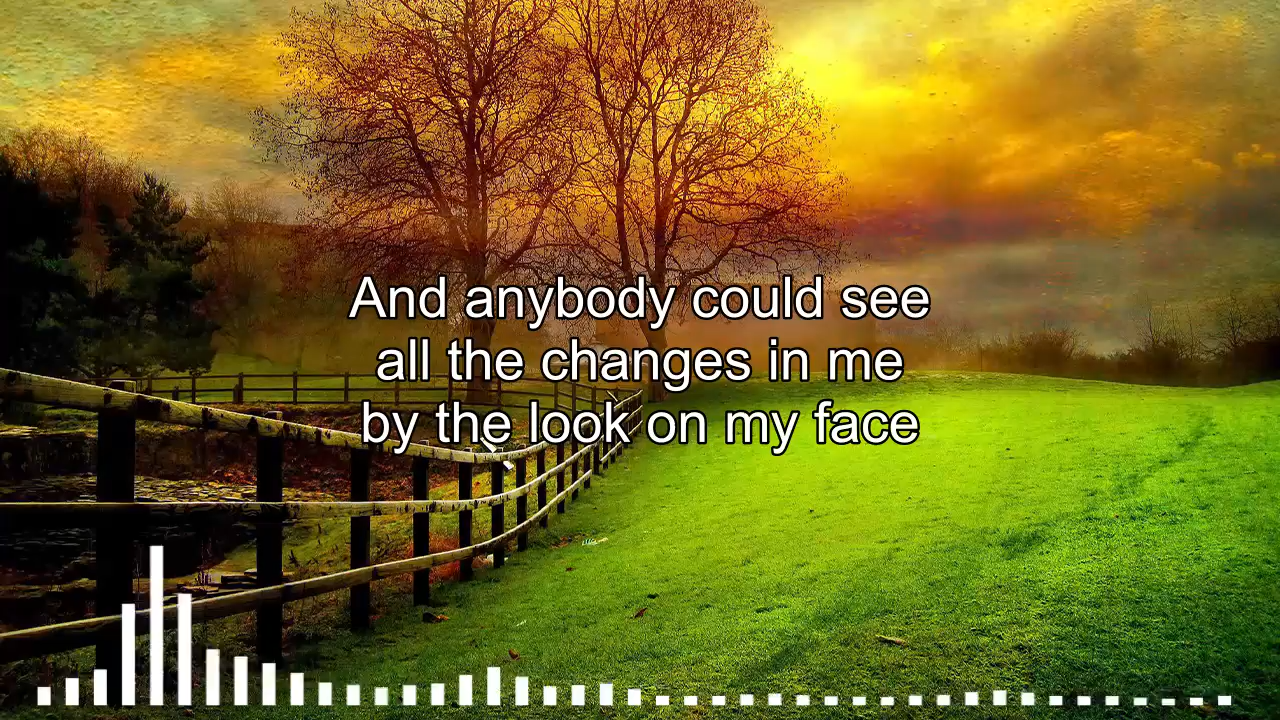 And anybody could see
all the changes in me
by the look on my face